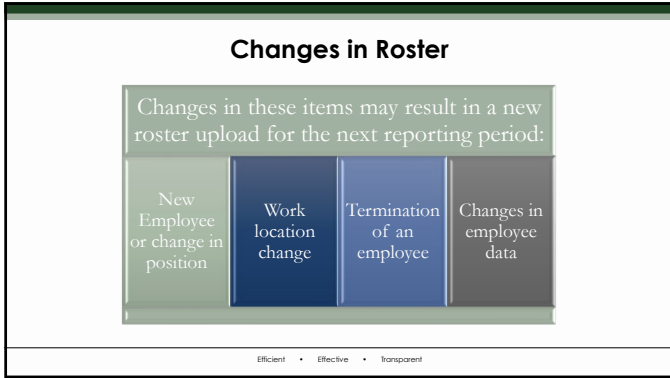 Changes in Roster
Changes in these items may result in a new
roster upload for the next reporting period:
New
Employee
or change in
position
Work
location
change
Termination
of an
employee
Changes in
employee
data
Efficient • Effective • Transparent